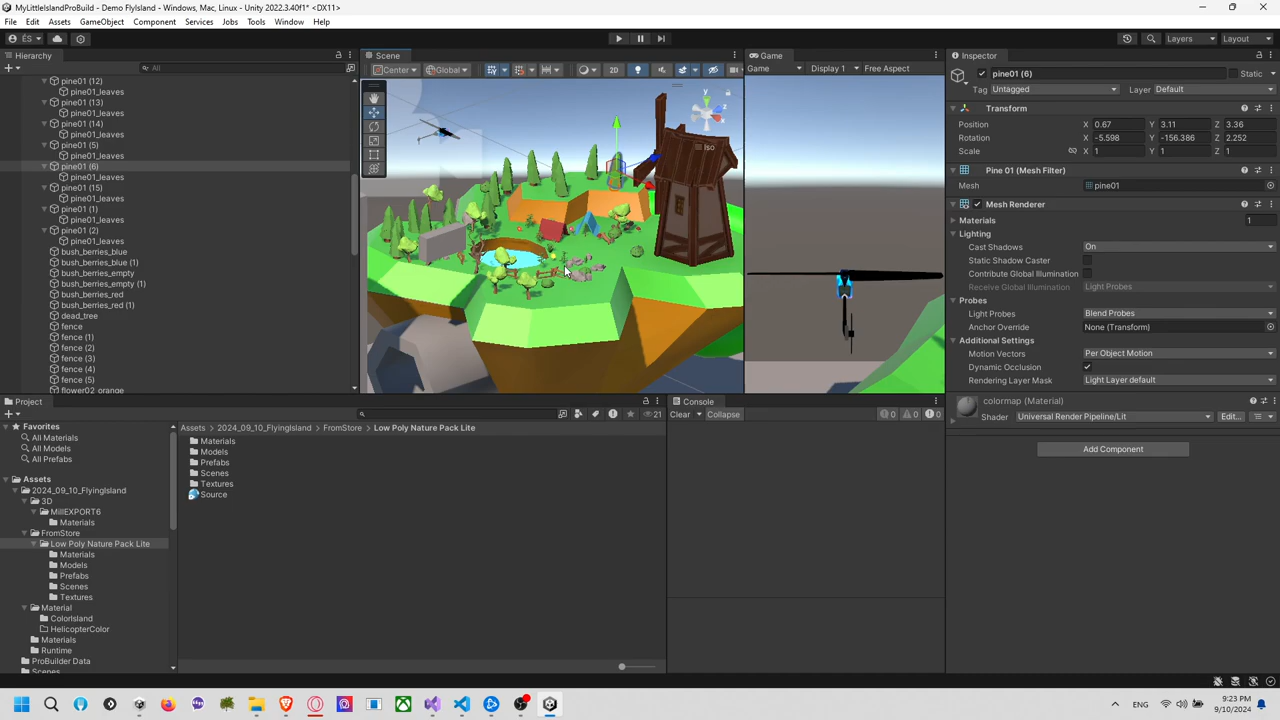 MyLittleIslandProBuild - Demo FlyIsland - Windows, Mac, Linux - Unity 2022.3.40f1* <DX11>
File Edit Assets GameObject Component Services Jobs Tools Window Help
ÉS Layers Layout
Hierarchy
All
pine01 (12)
pine01_leaves
pine01 (13)
pine01_leaves
pine01 (14)
pine01_leaves
pine01 (5)
pine01_leaves
pine01 (6)
pine01_leaves
pine01 (15)
pine01_leaves
pine01 (1)
pine01_leaves
pine01 (2)
pine01_leaves
bush_berries_blue
bush_berries_blue (1)
bush_berries_empty
bush_berries_empty (1)
bush_berries_red
bush_berries_red (1)
dead_tree
fence
fence (1)
fence (2)
fence (3)
fence (4)
fence (5)
flower02_orange
Scene
Center Global 2D
y
z
x
Iso
Game
Game Display 1 Free Aspect
Inspector
pine01 (6) Static
Tag Untagged Layer Default
Transform
Position X 0.67 Y 3.11 Z 3.36
Rotation X -5.598 Y -156.386 Z 2.252
Scale X 1 Y 1 Z 1
Pine 01 (Mesh Filter)
Mesh pine01
Mesh Renderer
Materials 1
Lighting
Cast Shadows On
Static Shadow Caster
Contribute Global Illumination
Receive Global Illumination Light Probes
Probes
Light Probes Blend Probes
Anchor Override None (Transform)
Additional Settings
Motion Vectors Per Object Motion
Dynamic Occlusion
Rendering Layer Mask Light Layer default
colormap (Material)
Shader Universal Render Pipeline/Lit Edit...
Add Component
Project
21
Favorites
All Materials
All Models
All Prefabs
Assets
2024_09_10_FlyingIsland
3D
MillEXPORT6
Materials
FromStore
Low Poly Nature Pack Lite
Materials
Models
Prefabs
Scenes
Textures
Material
ColorIsland
HelicopterColor
Materials
Runtime
ProBuilder Data
Scenes
Assets 2024_09_10_FlyingIsland FromStore Low Poly Nature Pack Lite
Materials
Models
Prefabs
Scenes
Textures
Source
Console
Clear Collapse 0 0 0
ENG
9:23 PM
9/10/2024